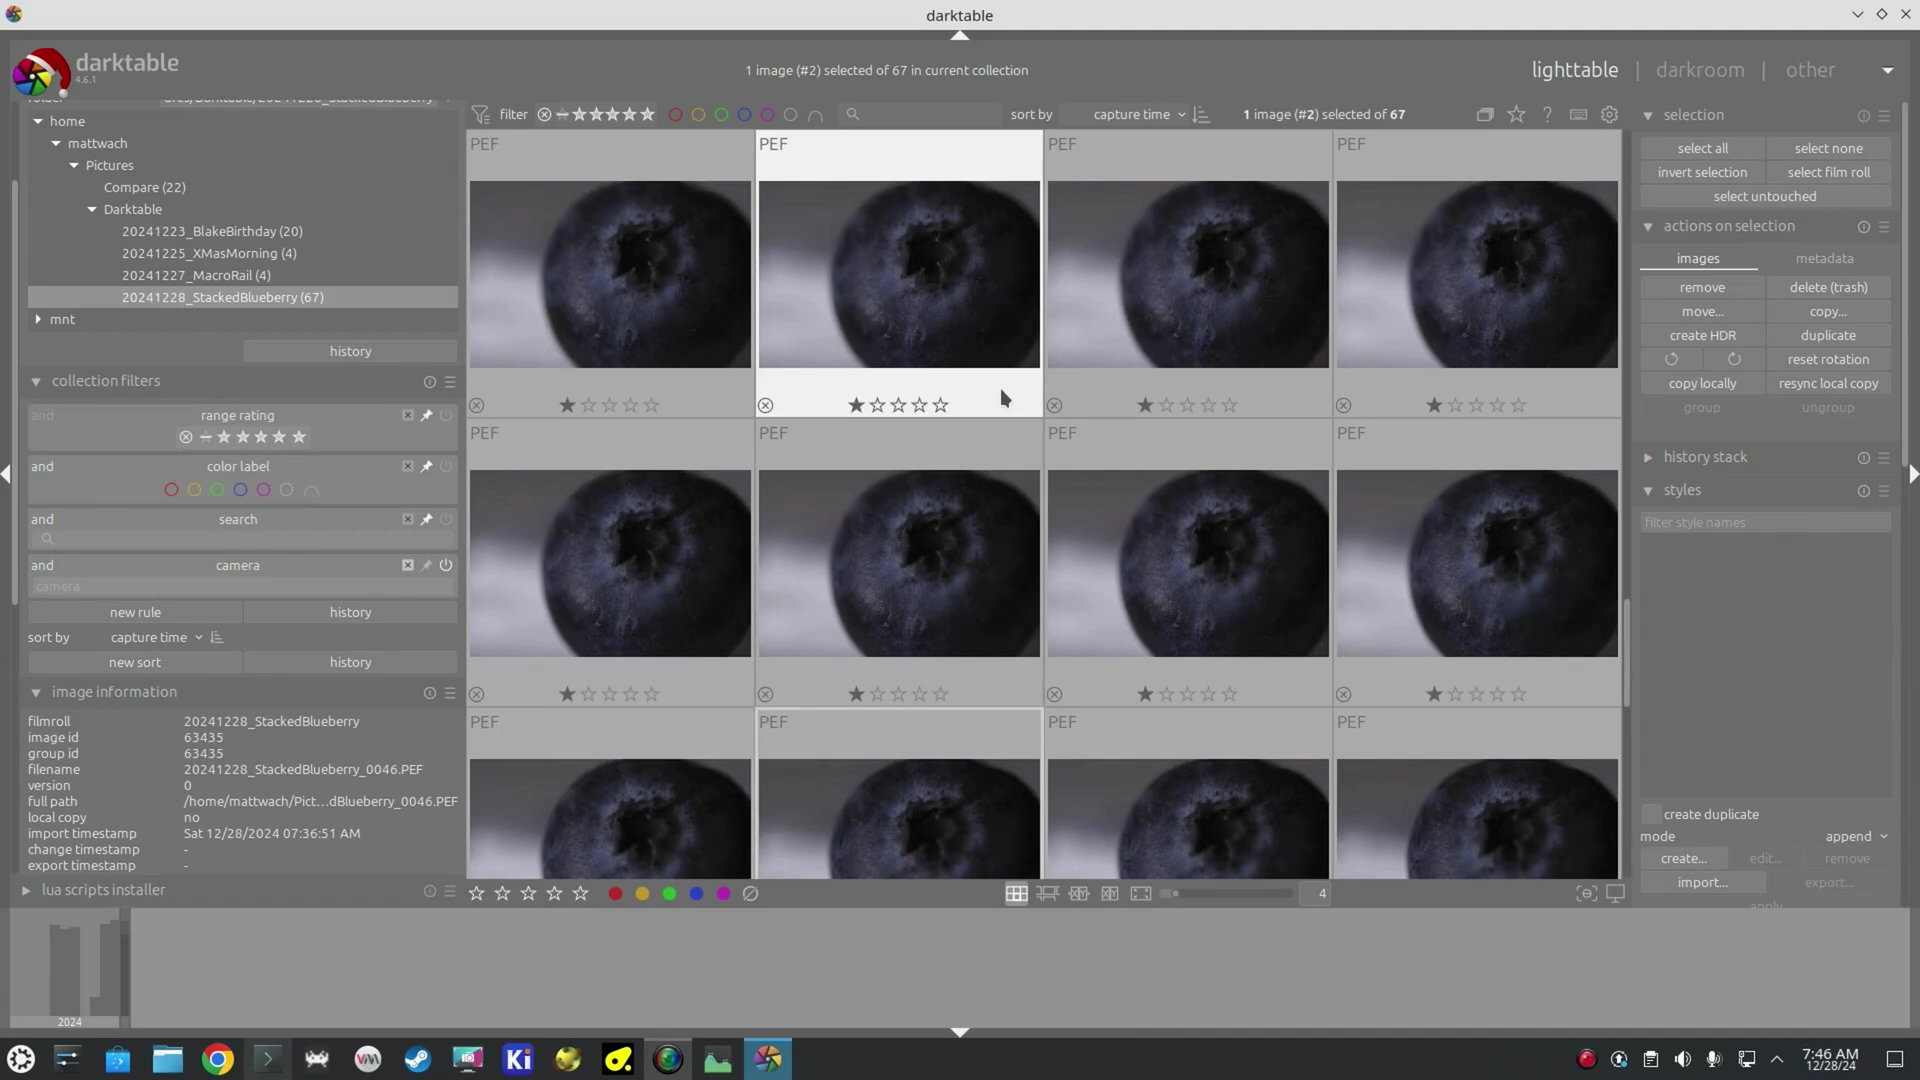 darktable
darktable
4.6.1
1 image (#2) selected of 67 in current collection
lighttable | darkroom | other
home
mattwach
Pictures
Compare (22)
Darktable
20241223_BlakeBirthday (20)
20241225_XMasMorning (4)
20241227_MacroRail (4)
20241228_StackedBlueberry (67)
mnt
history
collection filters
and range rating
and color label
and search
and camera
camera
new rule history
sort by capture time
new sort history
image information
filmroll 20241228_StackedBlueberry
image id 63435
group id 63435
filename 20241228_StackedBlueberry_0046.PEF
version 0
full path /home/mattwach/Pict...dBlueberry_0046.PEF
local copy no
import timestamp Sat 12/28/2024 07:36:51 AM
change timestamp -
export timestamp -
lua scripts installer
filter sort by capture time 1 image (#2) selected of 67
PEF PEF PEF PEF
PEF PEF PEF PEF
PEF PEF PEF PEF
4
selection
select all select none
invert selection select film roll
select untouched
actions on selection
images metadata
remove delete (trash)
move... copy...
create HDR duplicate
reset rotation
copy locally resync local copy
group ungroup
history stack
styles
filter style names
create duplicate
mode append
create... edit... remove
import... export...
2024
VIM
Ki
7:46 AM
12/28/24